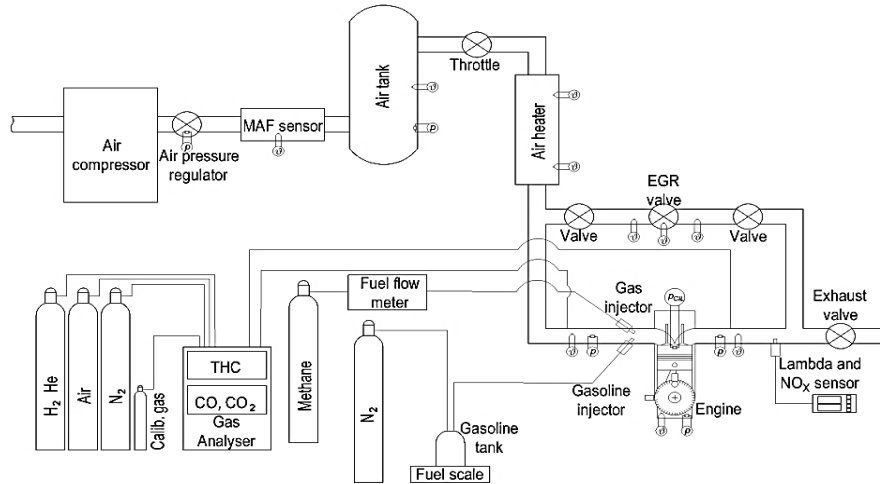 Air
compressor
Air pressure
regulator
p
MAF sensor
ϑ
Air tank
ϑ
p
Throttle
Air heater
ϑ
ϑ
EGR
valve
Valve
Valve
ϑ
ϑ
ϑ
H2 He
Air
N2
Calib. gas
THC
CO, CO2
Gas
Analyser
Methane
Fuel flow
meter
N2
Gasoline
tank
Fuel scale
Gas
injector
Gasoline
injector
pCYL
ϑ
p
p
ϑ
Engine
ϑ
p
Exhaust
valve
Lambda and
NOX sensor